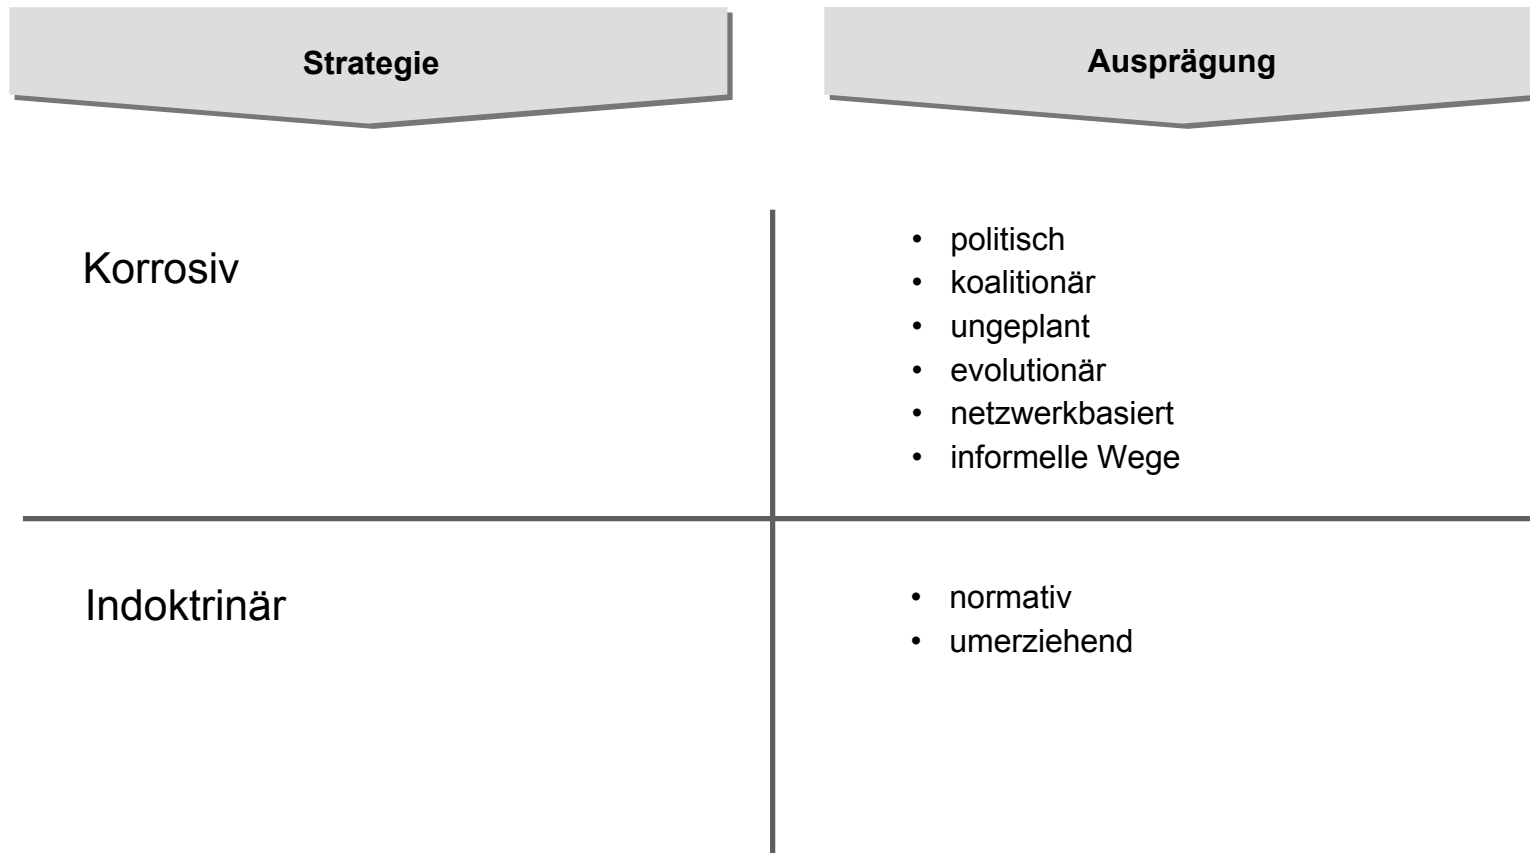 Strategie
Ausprägung
Korrosiv
• politisch
• koalitionär
• ungeplant
• evolutionär
• netzwerkbasiert
• informelle Wege
Indoktrinär
• normativ
• umerziehend